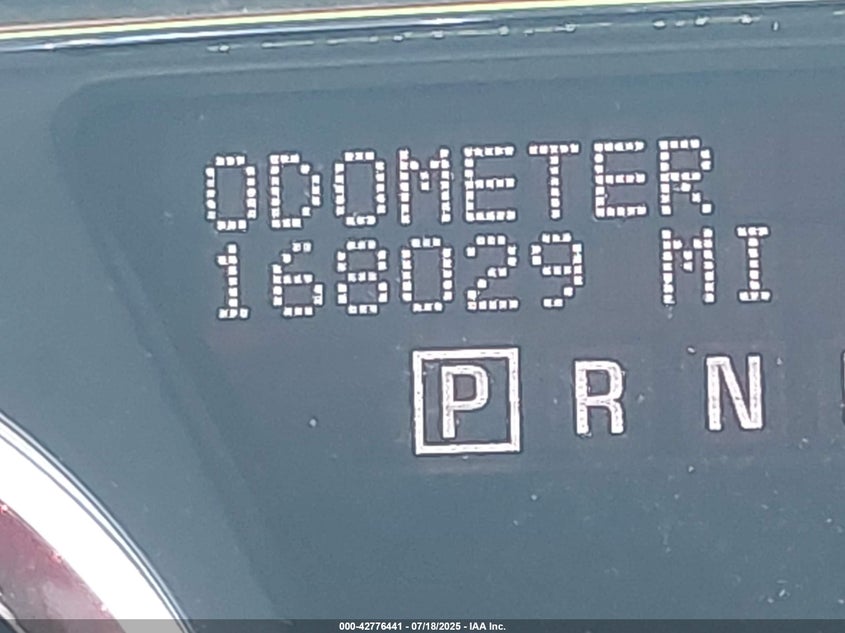 ODOMETER
168029 MI
P R N
000-42776441 - 07/18/2025 - IAA Inc.